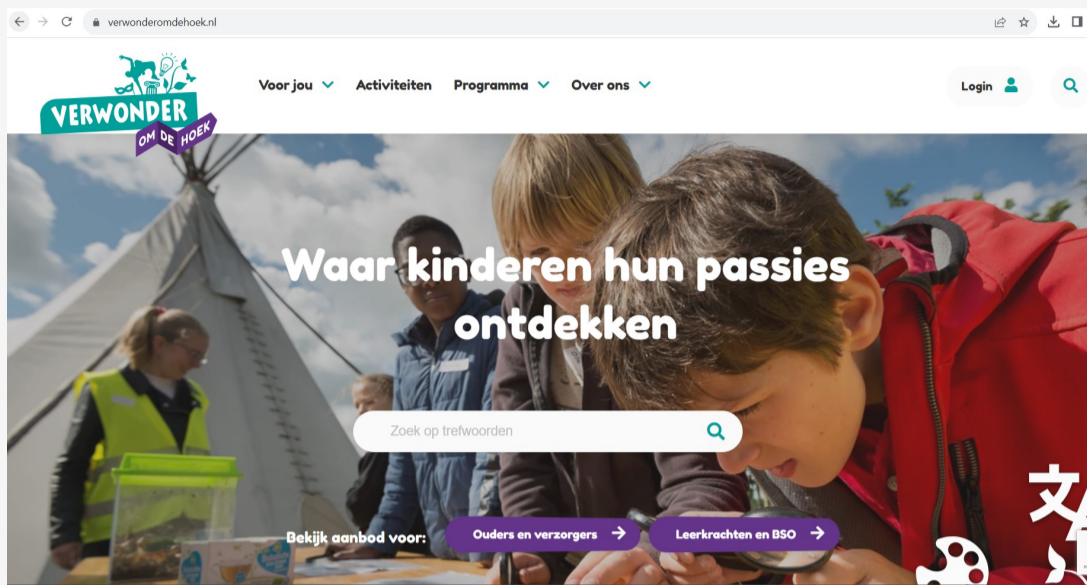 verwonderomdehoek.nl
VERWONDER
OM DE HOEK
Voor jou
Activiteiten
Programma
Over ons
Login
Waar kinderen hun passies
ontdekken
Zoek op trefwoorden
Bekijk aanbod voor:
Ouders en verzorgers
Leerkrachten en BSO
文